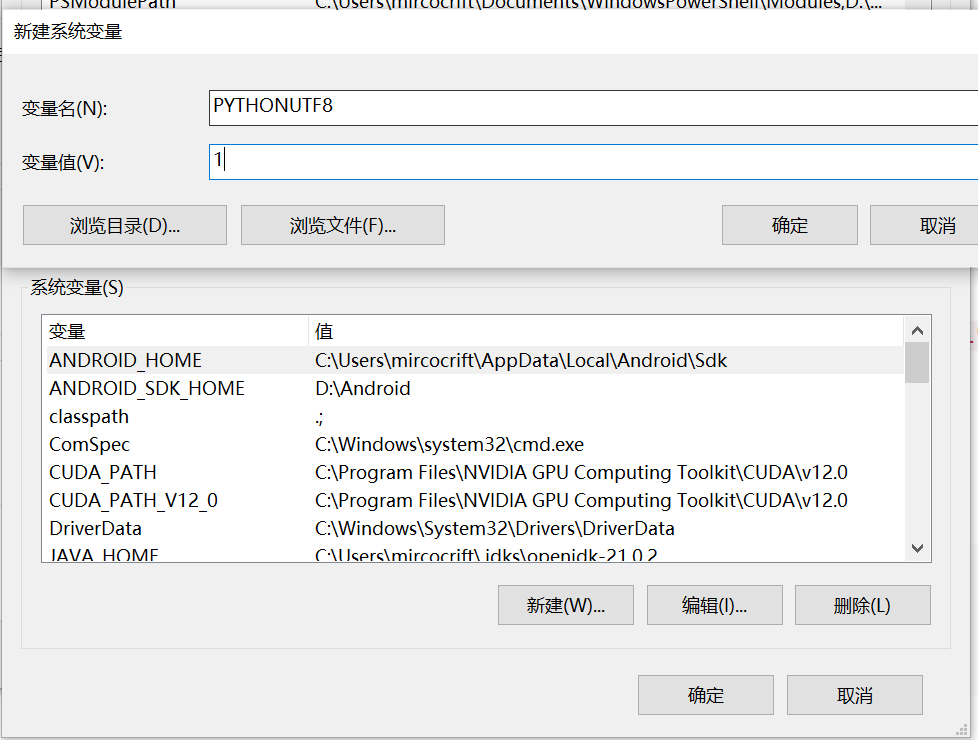 PSModulePath C:\Users\mircocrift\Documents\WindowsPowerShell\Modules;D:\...
新建系统变量
变量名(N): PYTHONUTF8
变量值(V): 1
浏览目录(D)... 浏览文件(F)... 确定 取消
系统变量(S)
变量 值
ANDROID_HOME C:\Users\mircocrift\AppData\Local\Android\Sdk
ANDROID_SDK_HOME D:\Android
classpath .;
ComSpec C:\Windows\system32\cmd.exe
CUDA_PATH C:\Program Files\NVIDIA GPU Computing Toolkit\CUDA\v12.0
CUDA_PATH_V12_0 C:\Program Files\NVIDIA GPU Computing Toolkit\CUDA\v12.0
DriverData C:\Windows\System32\Drivers\DriverData
JAVA_HOME C:\Users\mircocrift\.jdks\openjdk-21.0.2
新建(W)... 编辑(I)... 删除(L)
确定 取消